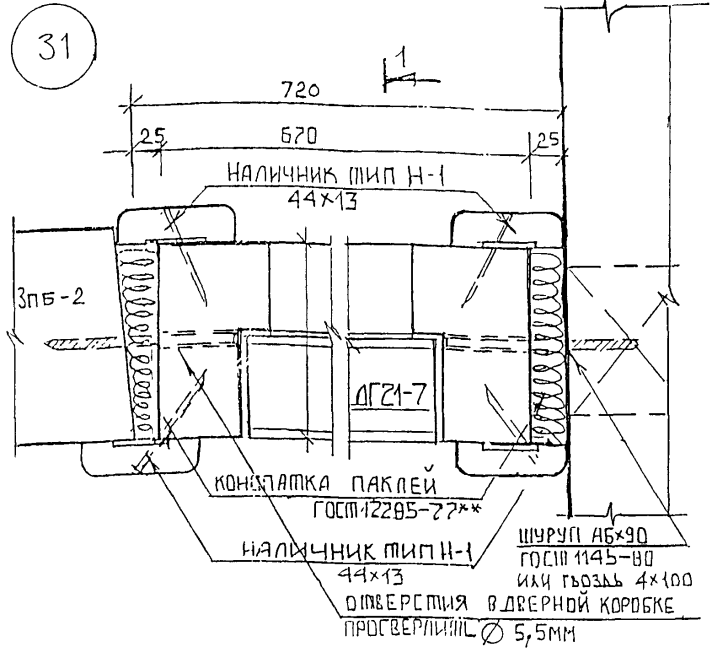 31
1
720
25 670 25
НАЛИЧНИК ТИП Н-1
44×13
3ПБ-2
ДГ21-7
КОНОПАТКА ПАКЛЕЙ
ГОСТ 12285-77**
НАЛИЧНИК ТИП Н-1
44×13
ШУРУП А6×90
ГОСТ 1145-80
ИЛИ ГВОЗДЬ 4×100
ОТВЕРСТИЯ В ДВЕРНОЙ КОРОБКЕ
ПРОСВЕРЛИТЬ ∅ 5,5ММ